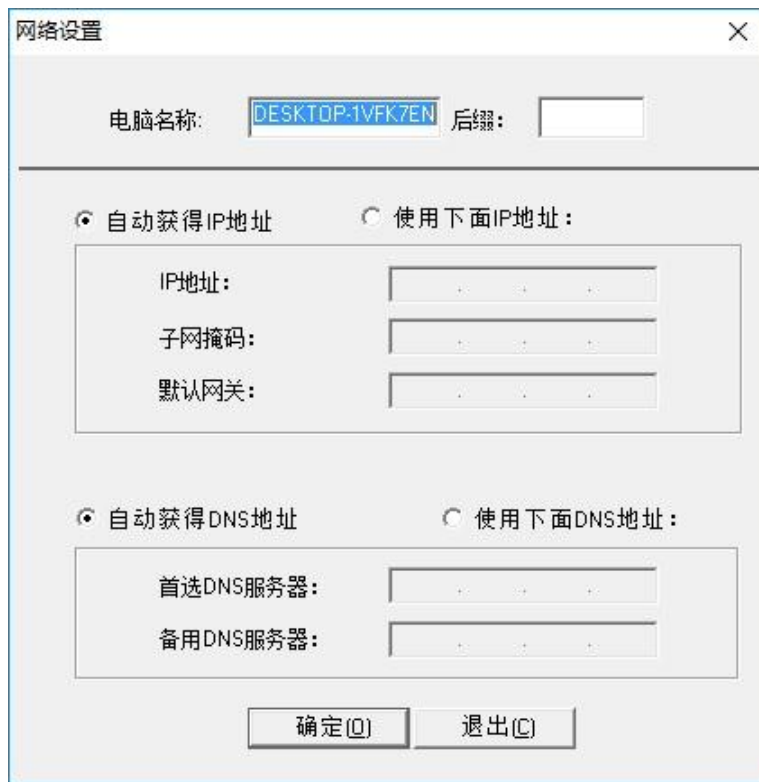 网络设置
电脑名称: DESKTOP-1VFK7EN 后缀：
自动获得IP地址 使用下面IP地址：
IP地址：
子网掩码：
默认网关：
自动获得DNS地址 使用下面DNS地址：
首选DNS服务器：
备用DNS服务器：
确定(O) 退出(C)